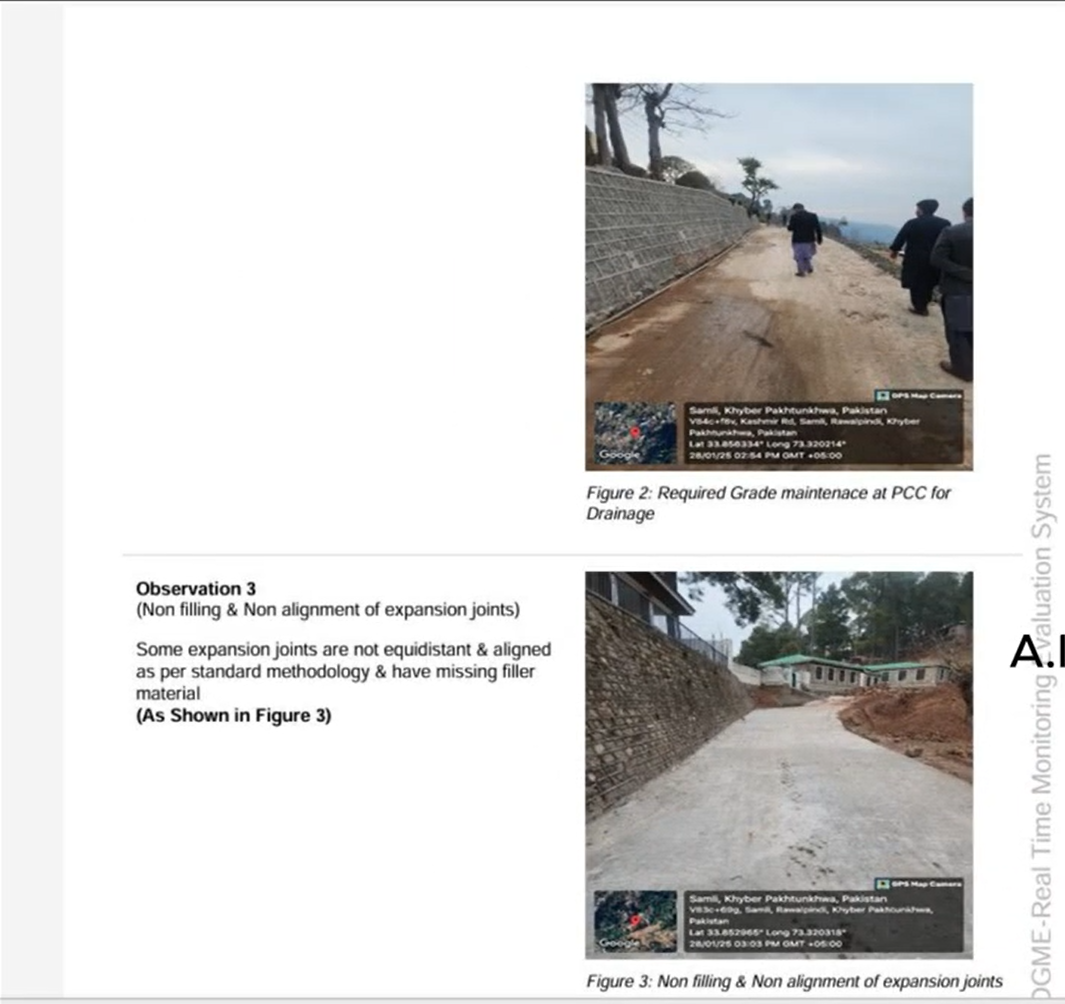 GPS Map Camera
Samli, Khyber Pakhtunkhwa, Pakistan
V84c+f8v, Kashmir Rd, Samli, Rawalpindi, Khyber
Pakhtunkhwa, Pakistan
Lat 33.856334° Long 73.320214°
28/01/25 02:54 PM GMT +05:00
Google
Figure 2: Required Grade maintenace at PCC for
Drainage
Observation 3
(Non filling & Non alignment of expansion joints)
Some expansion joints are not equidistant & aligned
as per standard methodology & have missing filler
material
(As Shown in Figure 3)
GPS Map Camera
Samli, Khyber Pakhtunkhwa, Pakistan
V83c+69g, Samli, Rawalpindi, Khyber Pakhtunkhwa,
Pakistan
Lat 33.852965° Long 73.320318°
28/01/25 03:03 PM GMT +05:00
Google
Figure 3: Non filling & Non alignment of expansion joints
DGME-Real Time Monitoring Evaluation System